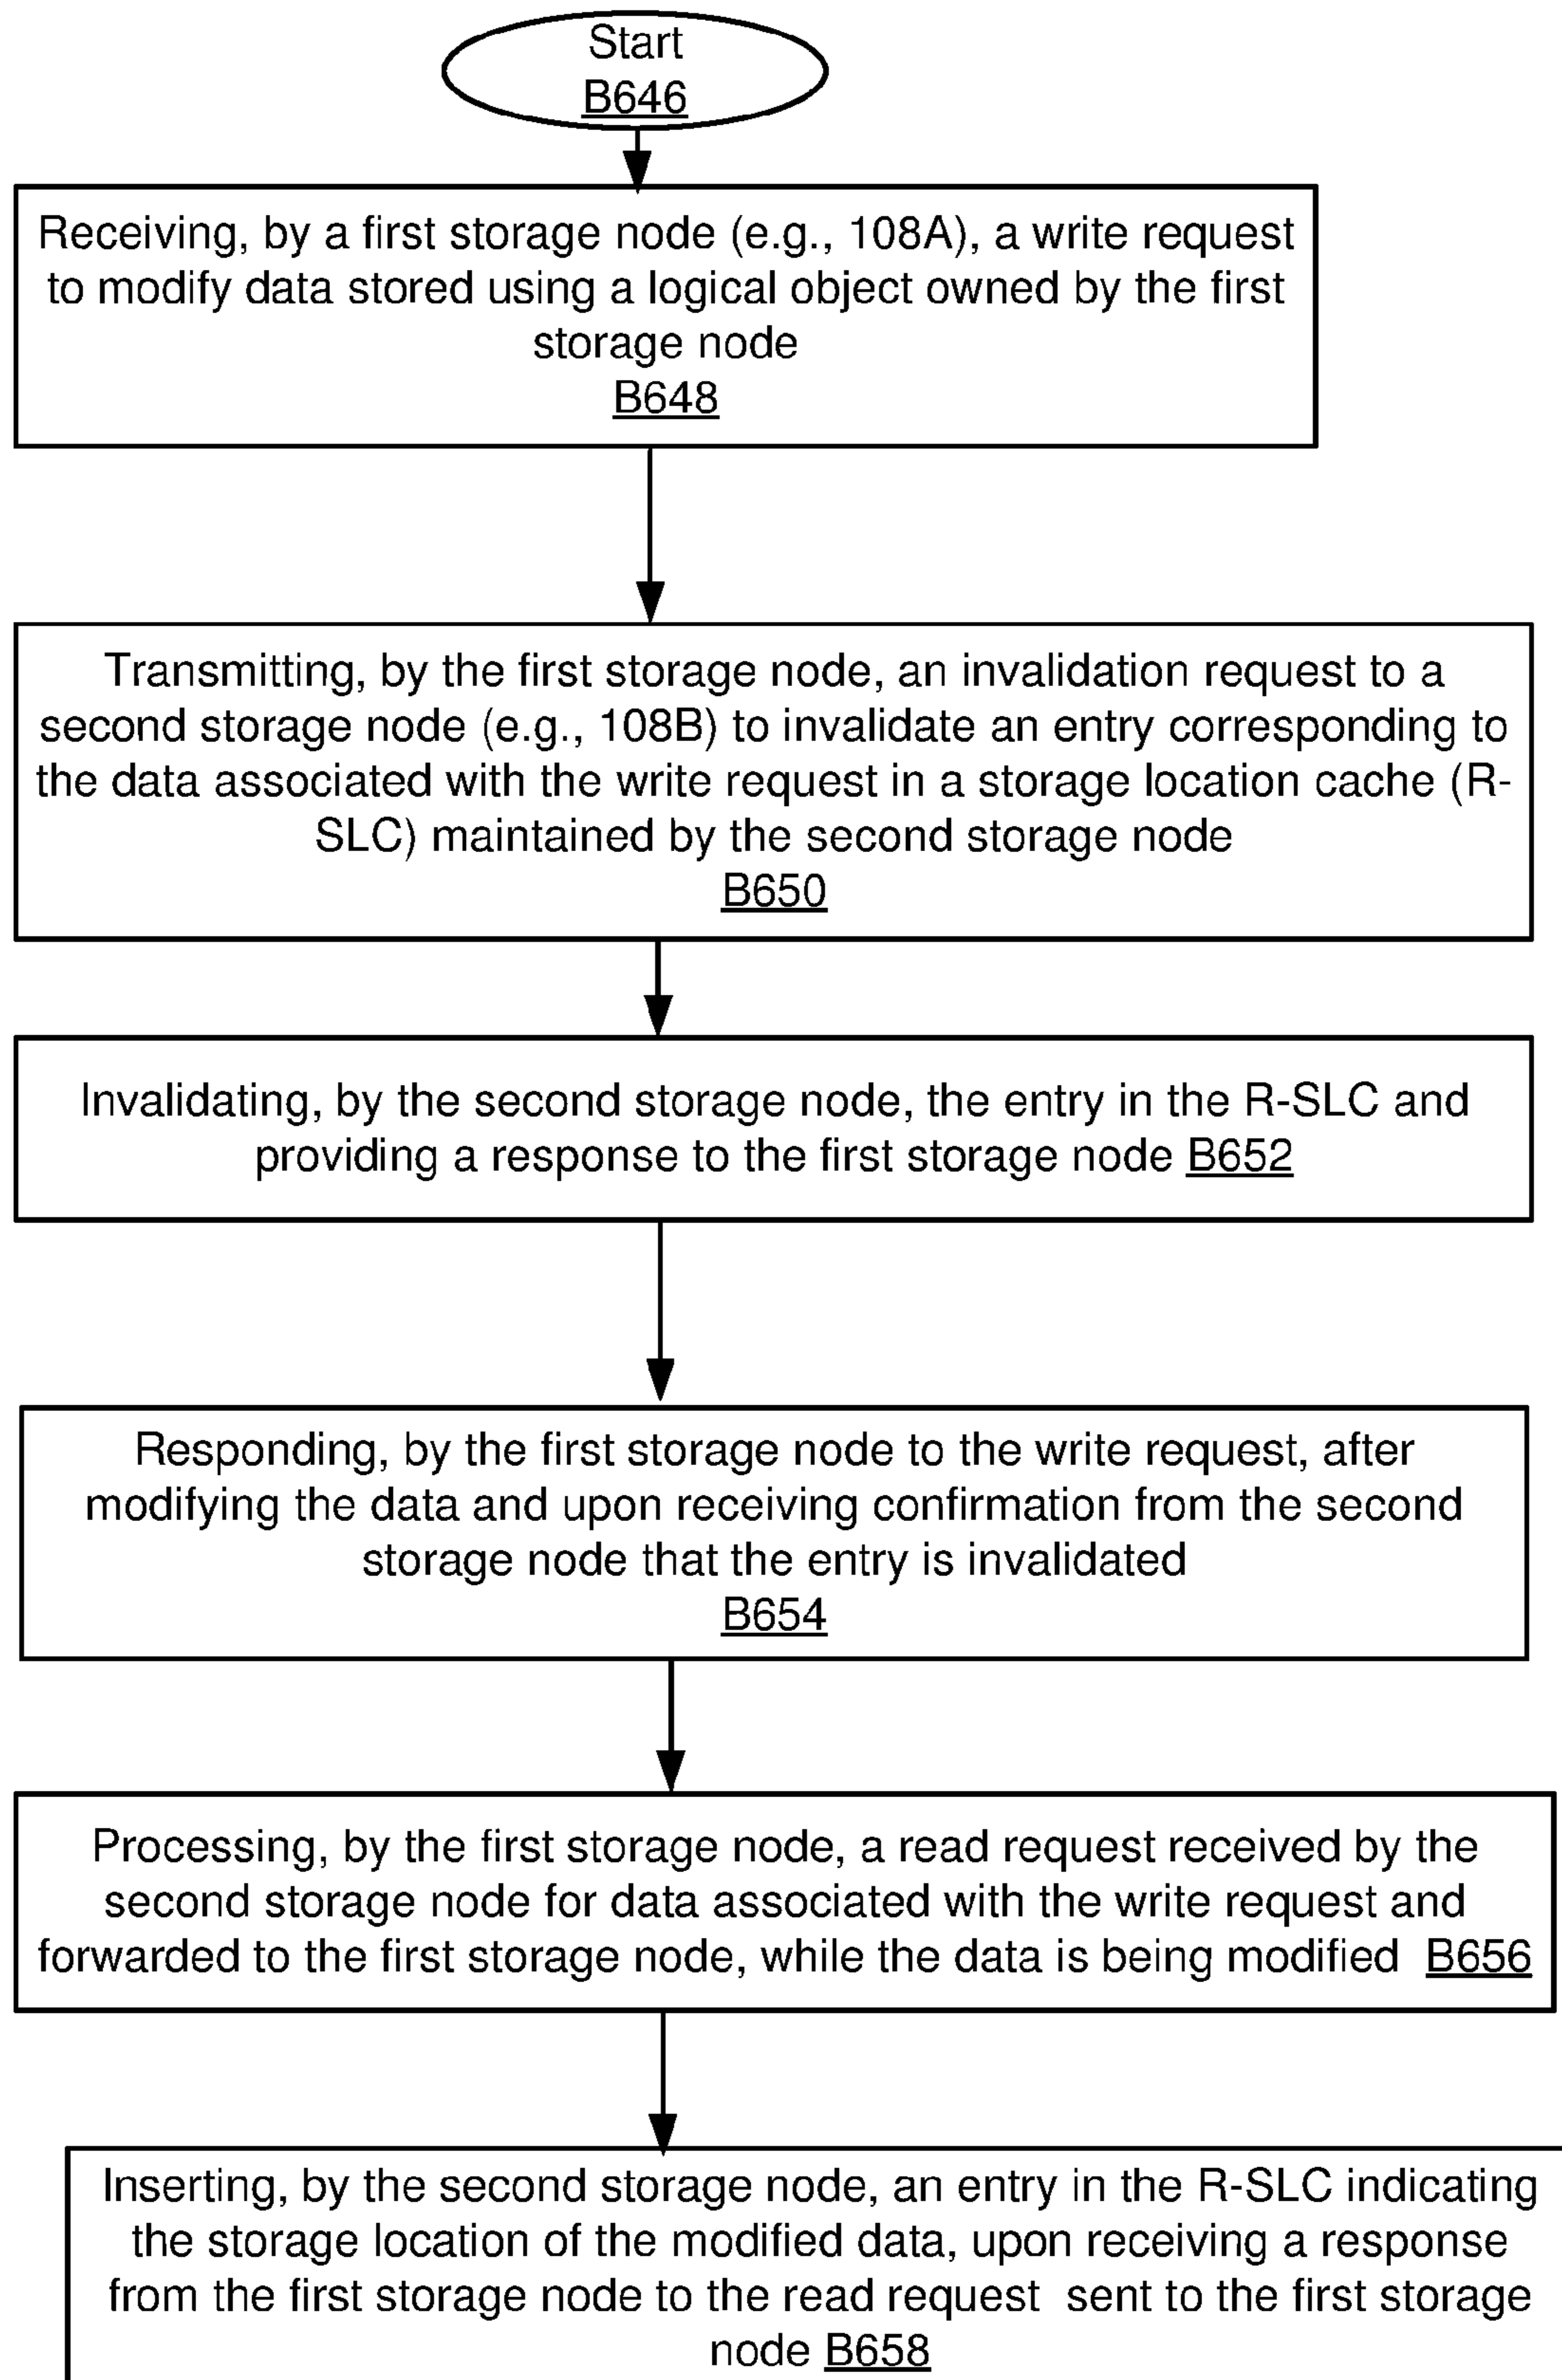 Start
B646
Receiving, by a first storage node (e.g., 108A), a write request
to modify data stored using a logical object owned by the first
storage node
B648
Transmitting, by the first storage node, an invalidation request to a
second storage node (e.g., 108B) to invalidate an entry corresponding to
the data associated with the write request in a storage location cache (R-
SLC) maintained by the second storage node
B650
Invalidating, by the second storage node, the entry in the R-SLC and
providing a response to the first storage node B652
Responding, by the first storage node to the write request, after
modifying the data and upon receiving confirmation from the second
storage node that the entry is invalidated
B654
Processing, by the first storage node, a read request received by the
second storage node for data associated with the write request and
forwarded to the first storage node, while the data is being modified B656
Inserting, by the second storage node, an entry in the R-SLC indicating
the storage location of the modified data, upon receiving a response
from the first storage node to the read request sent to the first storage
node B658